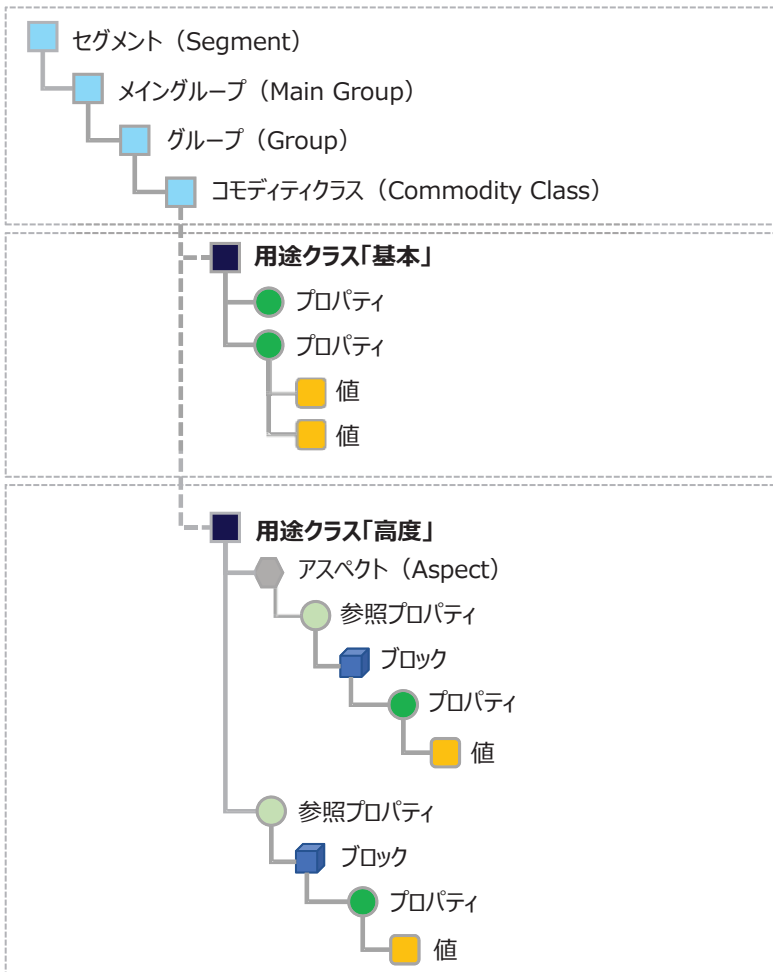 セグメント（Segment）
メイングループ（Main Group）
グループ（Group）
コモディティクラス（Commodity Class）
用途クラス「基本」
プロパティ
プロパティ
値
値
用途クラス「高度」
アスペクト（Aspect）
参照プロパティ
ブロック
プロパティ
値
参照プロパティ
ブロック
プロパティ
値